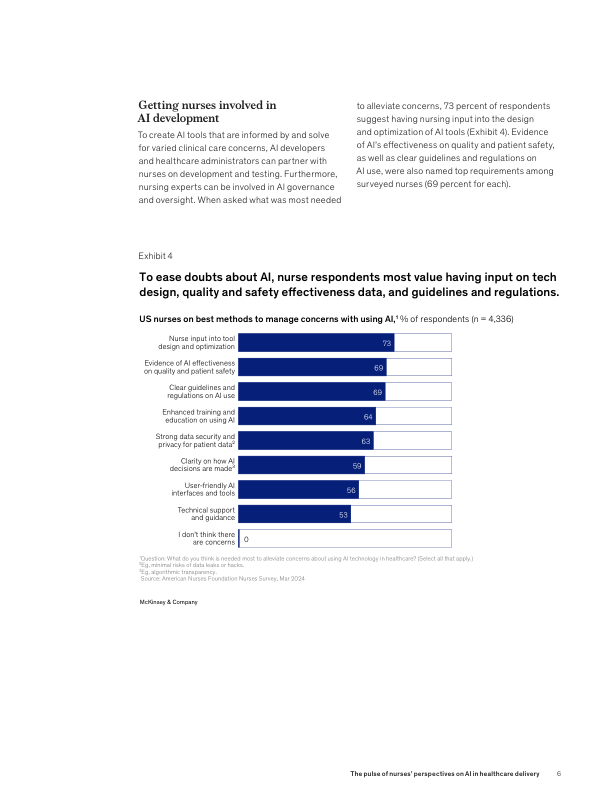 Getting nurses involved in
AI development
To create AI tools that are informed by and solve
for varied clinical care concerns, AI developers
and healthcare administrators can partner with
nurses on development and testing. Furthermore,
nursing experts can be involved in AI governance
and oversight. When asked what was most needed
to alleviate concerns, 73 percent of respondents
suggest having nursing input into the design
and optimization of AI tools (Exhibit 4). Evidence
of AI's effectiveness on quality and patient safety,
as well as clear guidelines and regulations on
AI use, were also named top requirements among
surveyed nurses (69 percent for each).
Exhibit 4
To ease doubts about AI, nurse respondents most value having input on tech
design, quality and safety effectiveness data, and guidelines and regulations.
US nurses on best methods to manage concerns with using AI,¹ % of respondents (n = 4,336)
Nurse input into tool
design and optimization
73
Evidence of AI effectiveness
on quality and patient safety
69
Clear guidelines and
regulations on AI use
69
Enhanced training and
education on using AI
64
Strong data security and
privacy for patient data²
63
Clarity on how AI
decisions are made³
59
User-friendly AI
interfaces and tools
56
Technical support
and guidance
53
I don't think there
are concerns
0
¹Question: What do you think is needed most to alleviate concerns about using AI technology in healthcare? (Select all that apply.)
²Eg, minimal risks of data leaks or hacks.
³Eg, algorithmic transparency.
Source: American Nurses Foundation Nurses Survey, Mar 2024
McKinsey & Company
The pulse of nurses' perspectives on AI in healthcare delivery 6